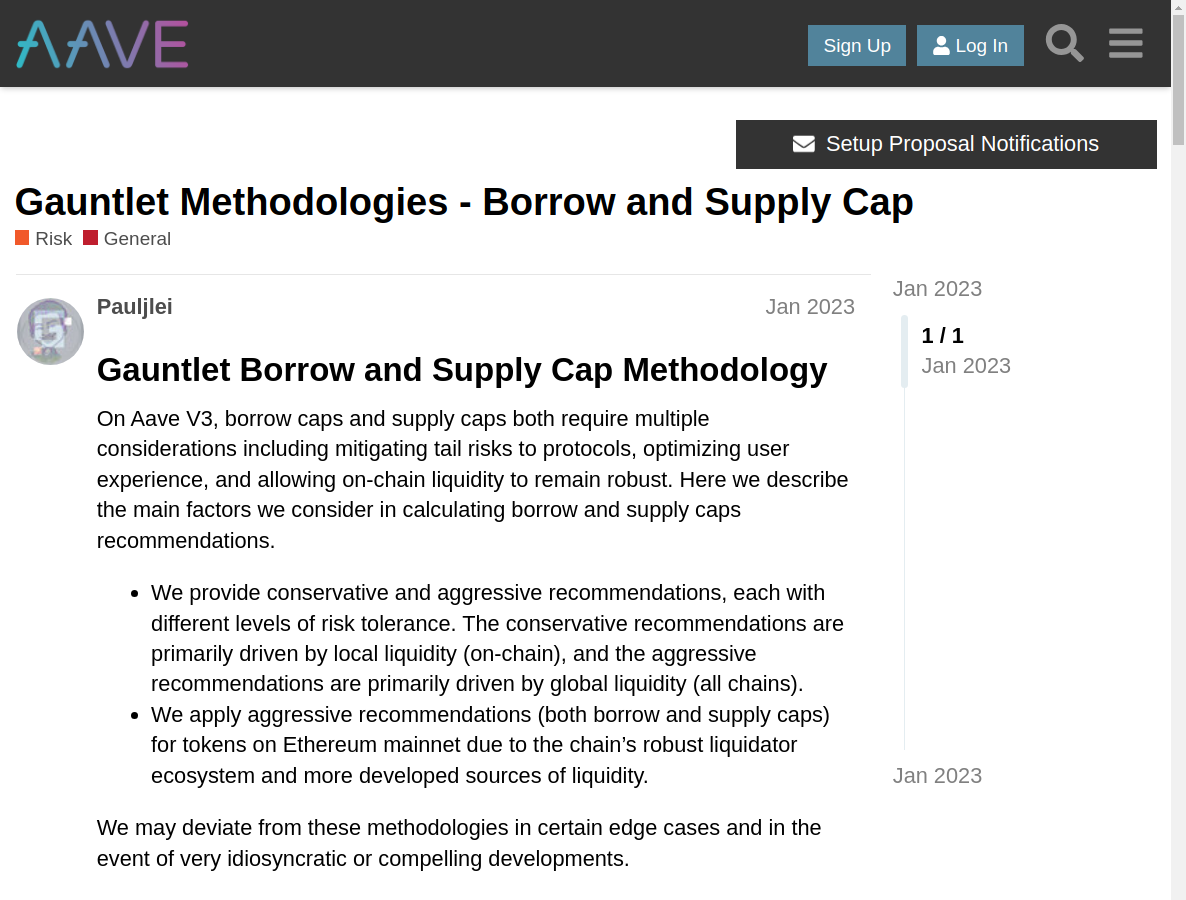 AAVE
Sign Up
Log In
Setup Proposal Notifications
Gauntlet Methodologies - Borrow and Supply Cap
Risk General
Pauljlei
Jan 2023
Gauntlet Borrow and Supply Cap Methodology
On Aave V3, borrow caps and supply caps both require multiple
considerations including mitigating tail risks to protocols, optimizing user
experience, and allowing on-chain liquidity to remain robust. Here we describe
the main factors we consider in calculating borrow and supply caps
recommendations.
• We provide conservative and aggressive recommendations, each with
different levels of risk tolerance. The conservative recommendations are
primarily driven by local liquidity (on-chain), and the aggressive
recommendations are primarily driven by global liquidity (all chains).
• We apply aggressive recommendations (both borrow and supply caps)
for tokens on Ethereum mainnet due to the chain’s robust liquidator
ecosystem and more developed sources of liquidity.
We may deviate from these methodologies in certain edge cases and in the
event of very idiosyncratic or compelling developments.
Jan 2023
1 / 1
Jan 2023
Jan 2023